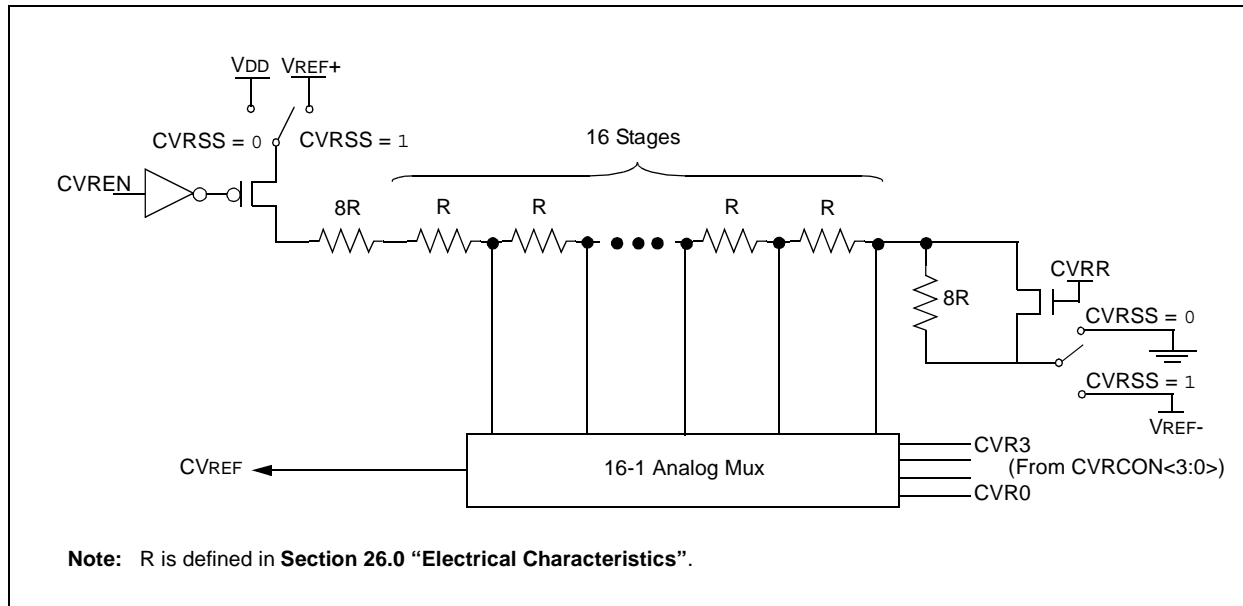 VDD VREF+
CVRSS = 0 CVRSS = 1
16 Stages
CVREN
8R R R R R
CVRR
8R
CVRSS = 0
CVRSS = 1
VREF-
CVR3
CVREF 16-1 Analog Mux (From CVRCON<3:0>)
CVR0
Note: R is defined in Section 26.0 “Electrical Characteristics”.